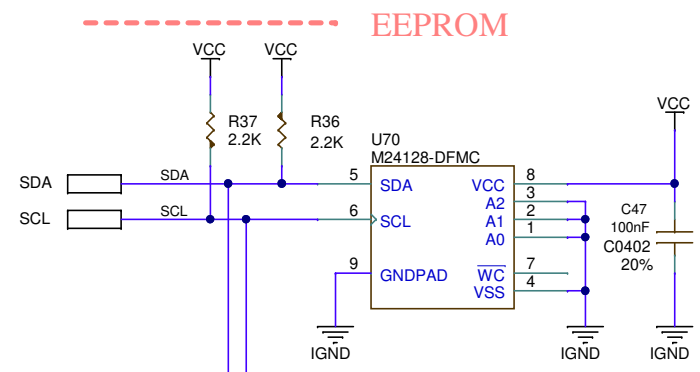 EEPROM
VCC
VCC
VCC
R37
2.2K
R36
2.2K
U70
M24128-DFMC
SDA
SDA
5
SDA
VCC
8
A2
3
SCL
SCL
6
SCL
A1
2
A0
1
C47
100nF
C0402
20%
9
GNDPAD
WC
7
VSS
4
IGND
IGND
IGND